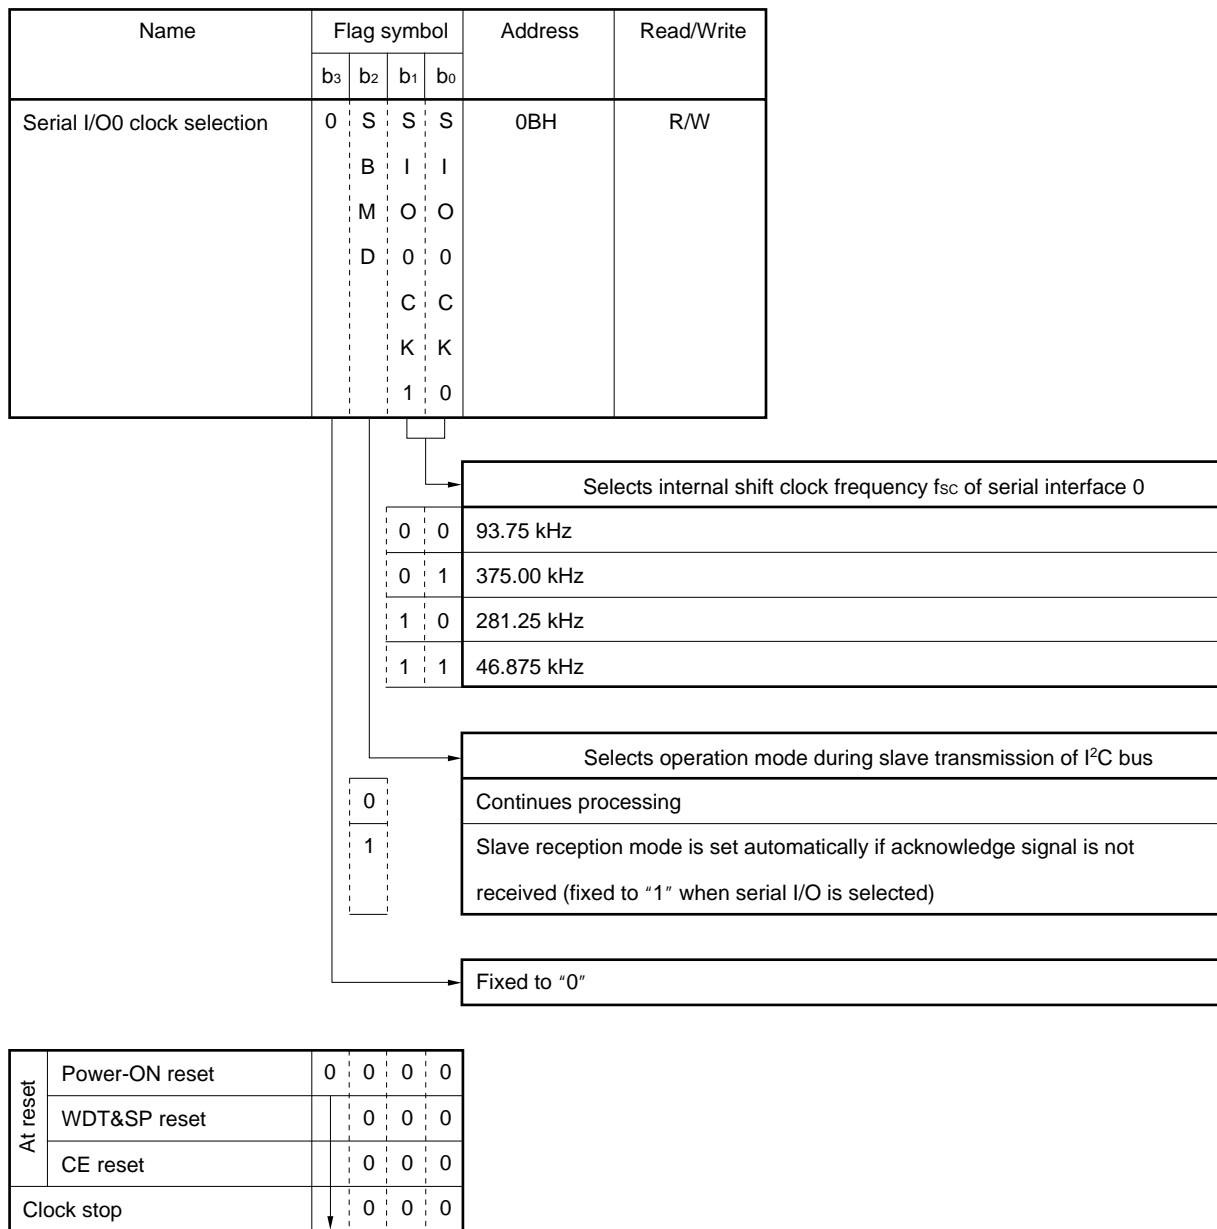 Name Flag symbol Address Read/Write
b3 b2 b1 b0
Serial I/O0 clock selection 0 S S S 0BH R/W
B I I
M O O
D 0 0
C C
K K
1 0
Selects internal shift clock frequency fSC of serial interface 0
0 0 93.75 kHz
0 1 375.00 kHz
1 0 281.25 kHz
1 1 46.875 kHz
Selects operation mode during slave transmission of I²C bus
0 Continues processing
1 Slave reception mode is set automatically if acknowledge signal is not
received (fixed to “1” when serial I/O is selected)
Fixed to “0”
At reset
Power-ON reset 0 0 0 0
WDT&SP reset 0 0 0
CE reset 0 0 0
Clock stop 0 0 0